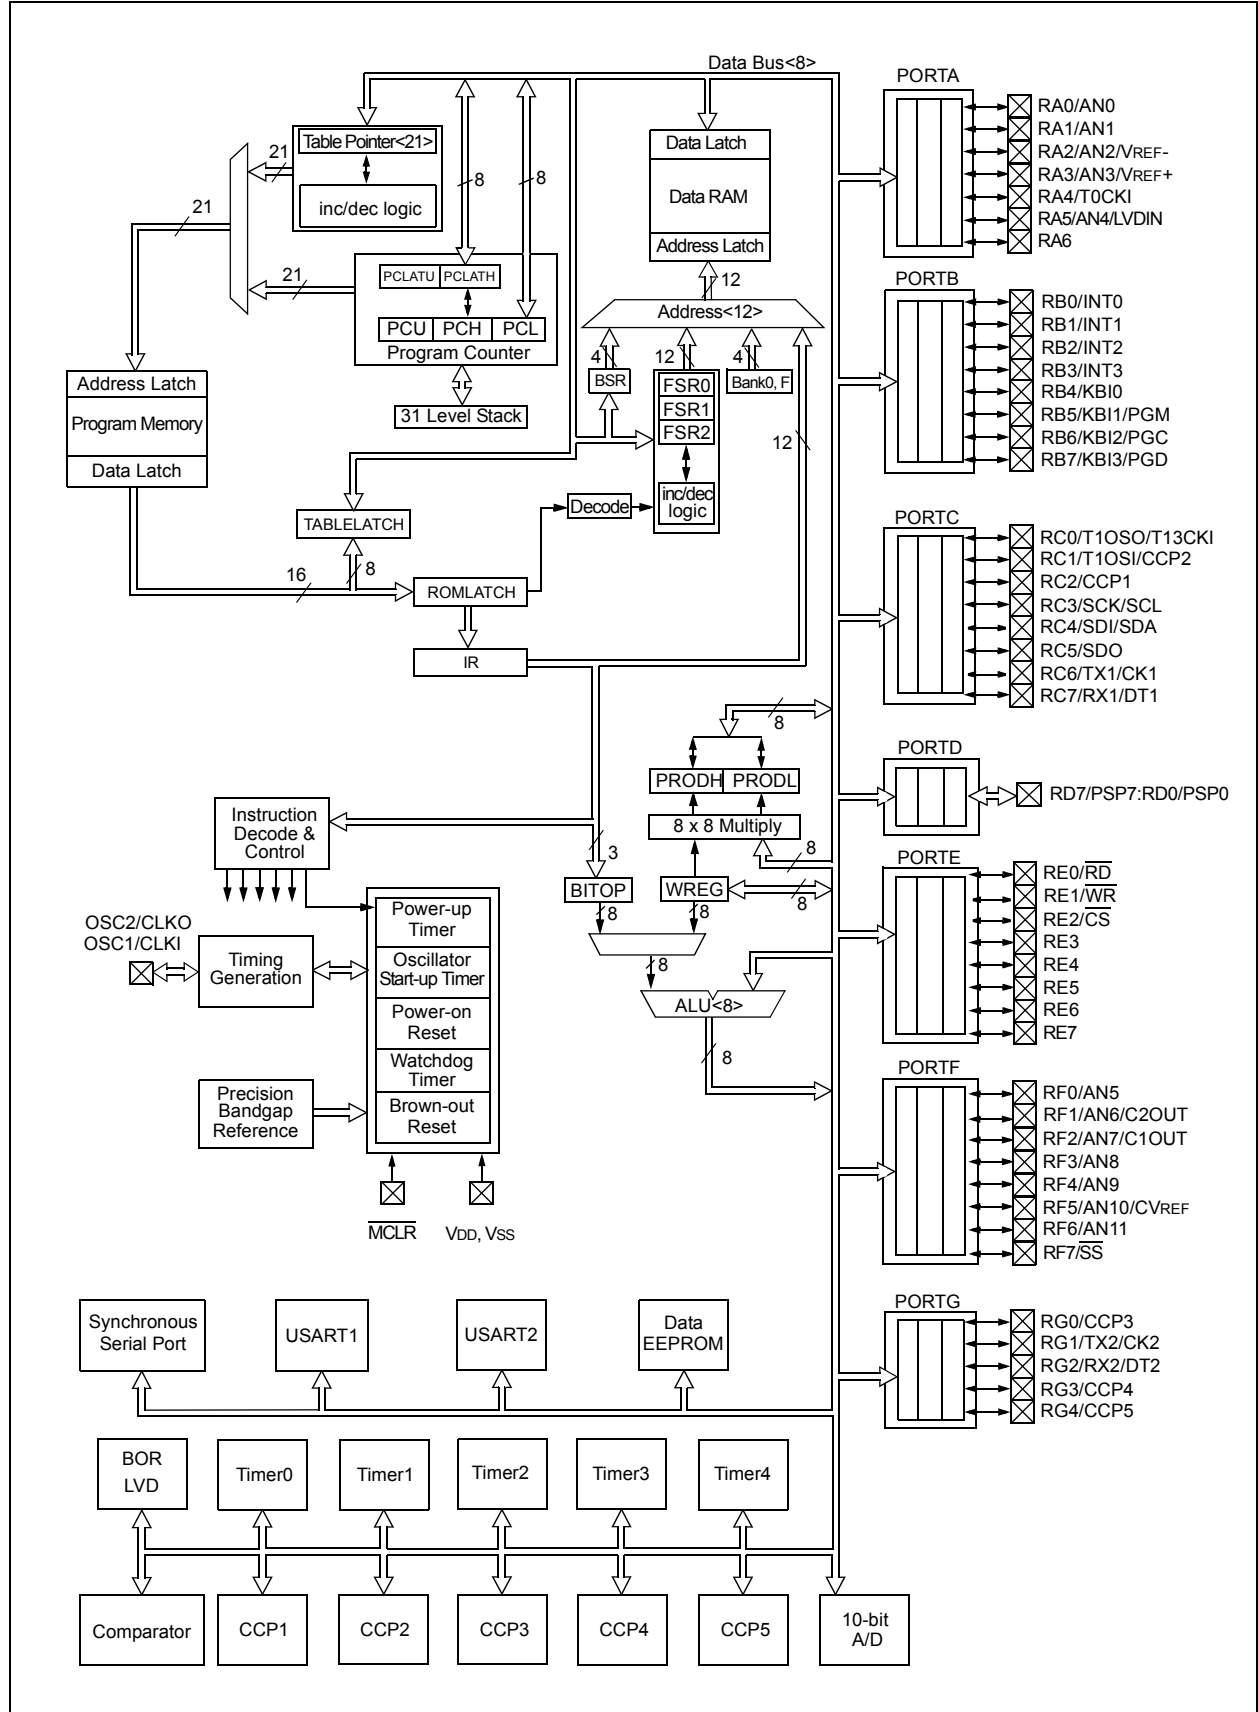 Data Bus<8>
Table Pointer<21>
inc/dec logic
21
21
21
8
8
PCLATU
PCLATH
PCU
PCH
PCL
Program Counter
31 Level Stack
Address Latch
Program Memory
Data Latch
Data Latch
Data RAM
Address Latch
12
Address<12>
4
12
4
BSR
FSR0
FSR1
FSR2
inc/dec
logic
Bank0, F
12
TABLELATCH
8
16
Decode
ROMLATCH
IR
8
PRODH
PRODL
8 x 8 Multiply
8
3
BITOP
WREG
8
8
8
8
ALU<8>
8
Instruction
Decode &
Control
OSC2/CLKO
OSC1/CLKI
Timing
Generation
Power-up
Timer
Oscillator
Start-up Timer
Power-on
Reset
Watchdog
Timer
Brown-out
Reset
Precision
Bandgap
Reference
MCLR
VDD, VSS
PORTA
RA0/AN0
RA1/AN1
RA2/AN2/VREF-
RA3/AN3/VREF+
RA4/T0CKI
RA5/AN4/LVDIN
RA6
PORTB
RB0/INT0
RB1/INT1
RB2/INT2
RB3/INT3
RB4/KBI0
RB5/KBI1/PGM
RB6/KBI2/PGC
RB7/KBI3/PGD
PORTC
RC0/T1OSO/T13CKI
RC1/T1OSI/CCP2
RC2/CCP1
RC3/SCK/SCL
RC4/SDI/SDA
RC5/SDO
RC6/TX1/CK1
RC7/RX1/DT1
PORTD
RD7/PSP7:RD0/PSP0
PORTE
RE0/RD
RE1/WR
RE2/CS
RE3
RE4
RE5
RE6
RE7
PORTF
RF0/AN5
RF1/AN6/C2OUT
RF2/AN7/C1OUT
RF3/AN8
RF4/AN9
RF5/AN10/CVREF
RF6/AN11
RF7/SS
PORTG
RG0/CCP3
RG1/TX2/CK2
RG2/RX2/DT2
RG3/CCP4
RG4/CCP5
Synchronous
Serial Port
USART1
USART2
Data
EEPROM
BOR
LVD
Timer0
Timer1
Timer2
Timer3
Timer4
Comparator
CCP1
CCP2
CCP3
CCP4
CCP5
10-bit
A/D